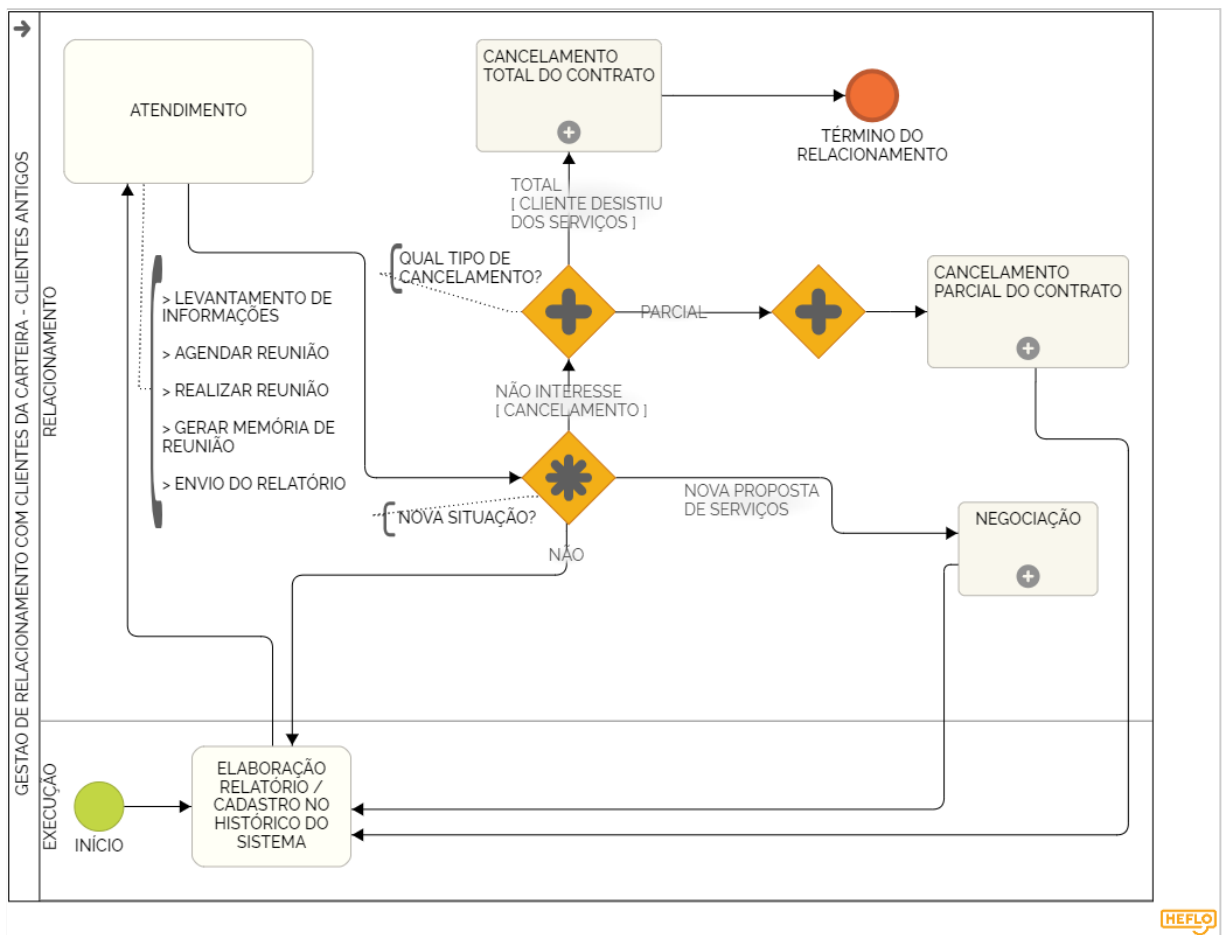 GESTAO DE RELACIONAMENTO COM CLIENTES DA CARTEIRA - CLIENTES ANTIGOS
RELACIONAMENTO
ATENDIMENTO
CANCELAMENTO
TOTAL DO CONTRATO
TÉRMINO DO
RELACIONAMENTO
TOTAL
[ CLIENTE DESISTIU
DOS SERVIÇOS ]
QUAL TIPO DE
CANCELAMENTO?
PARCIAL
CANCELAMENTO
PARCIAL DO CONTRATO
> LEVANTAMENTO DE
INFORMAÇÕES
> AGENDAR REUNIÃO
> REALIZAR REUNIÃO
> GERAR MEMÓRIA DE
REUNIÃO
> ENVIO DO RELATÓRIO
NÃO INTERESSE
[ CANCELAMENTO ]
NOVA SITUAÇÃO?
NOVA PROPOSTA
DE SERVIÇOS
NEGOCIAÇÃO
NÃO
EXECUÇÃO
INÍCIO
ELABORAÇÃO
RELATÓRIO /
CADASTRO NO
HISTÓRICO DO
SISTEMA
HEFLO